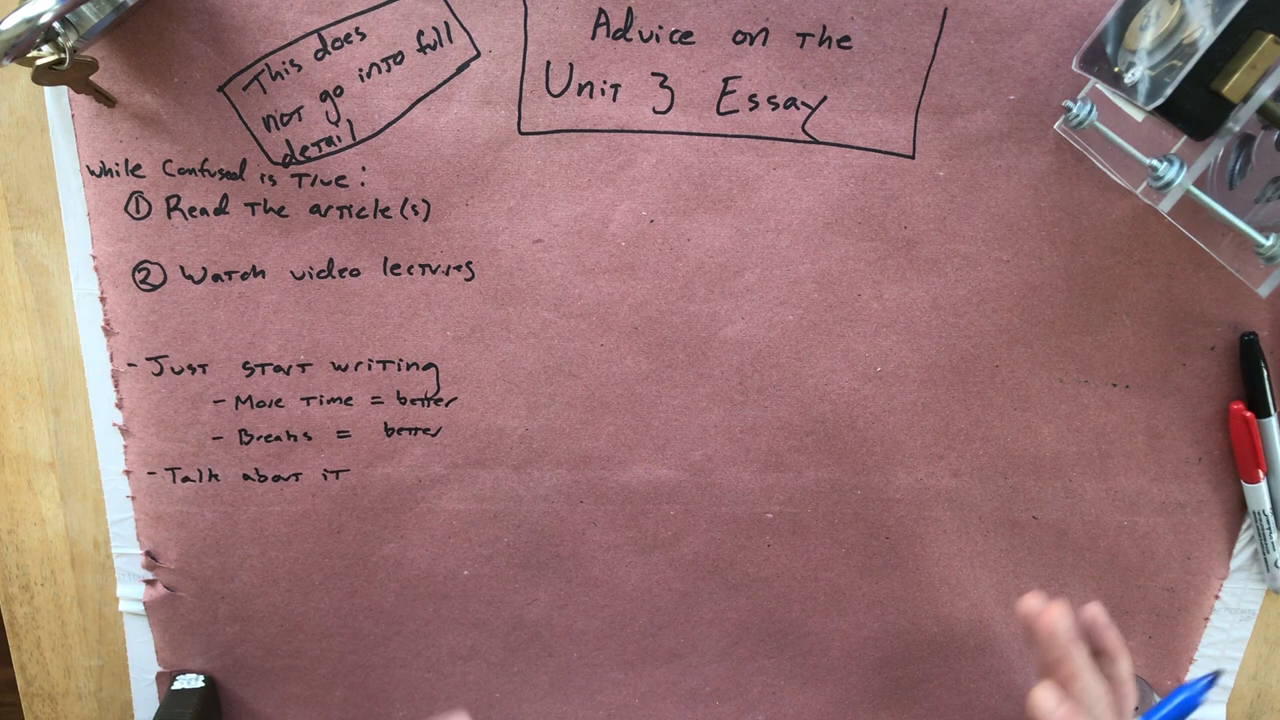 This does
not go into full
detail
Advice on The
Unit 3 Essay
While Confused is True:
① Read The article(s)
② Watch video lectures
- Just start writing
- More Time = better
- Breaks = better
- Talk about it